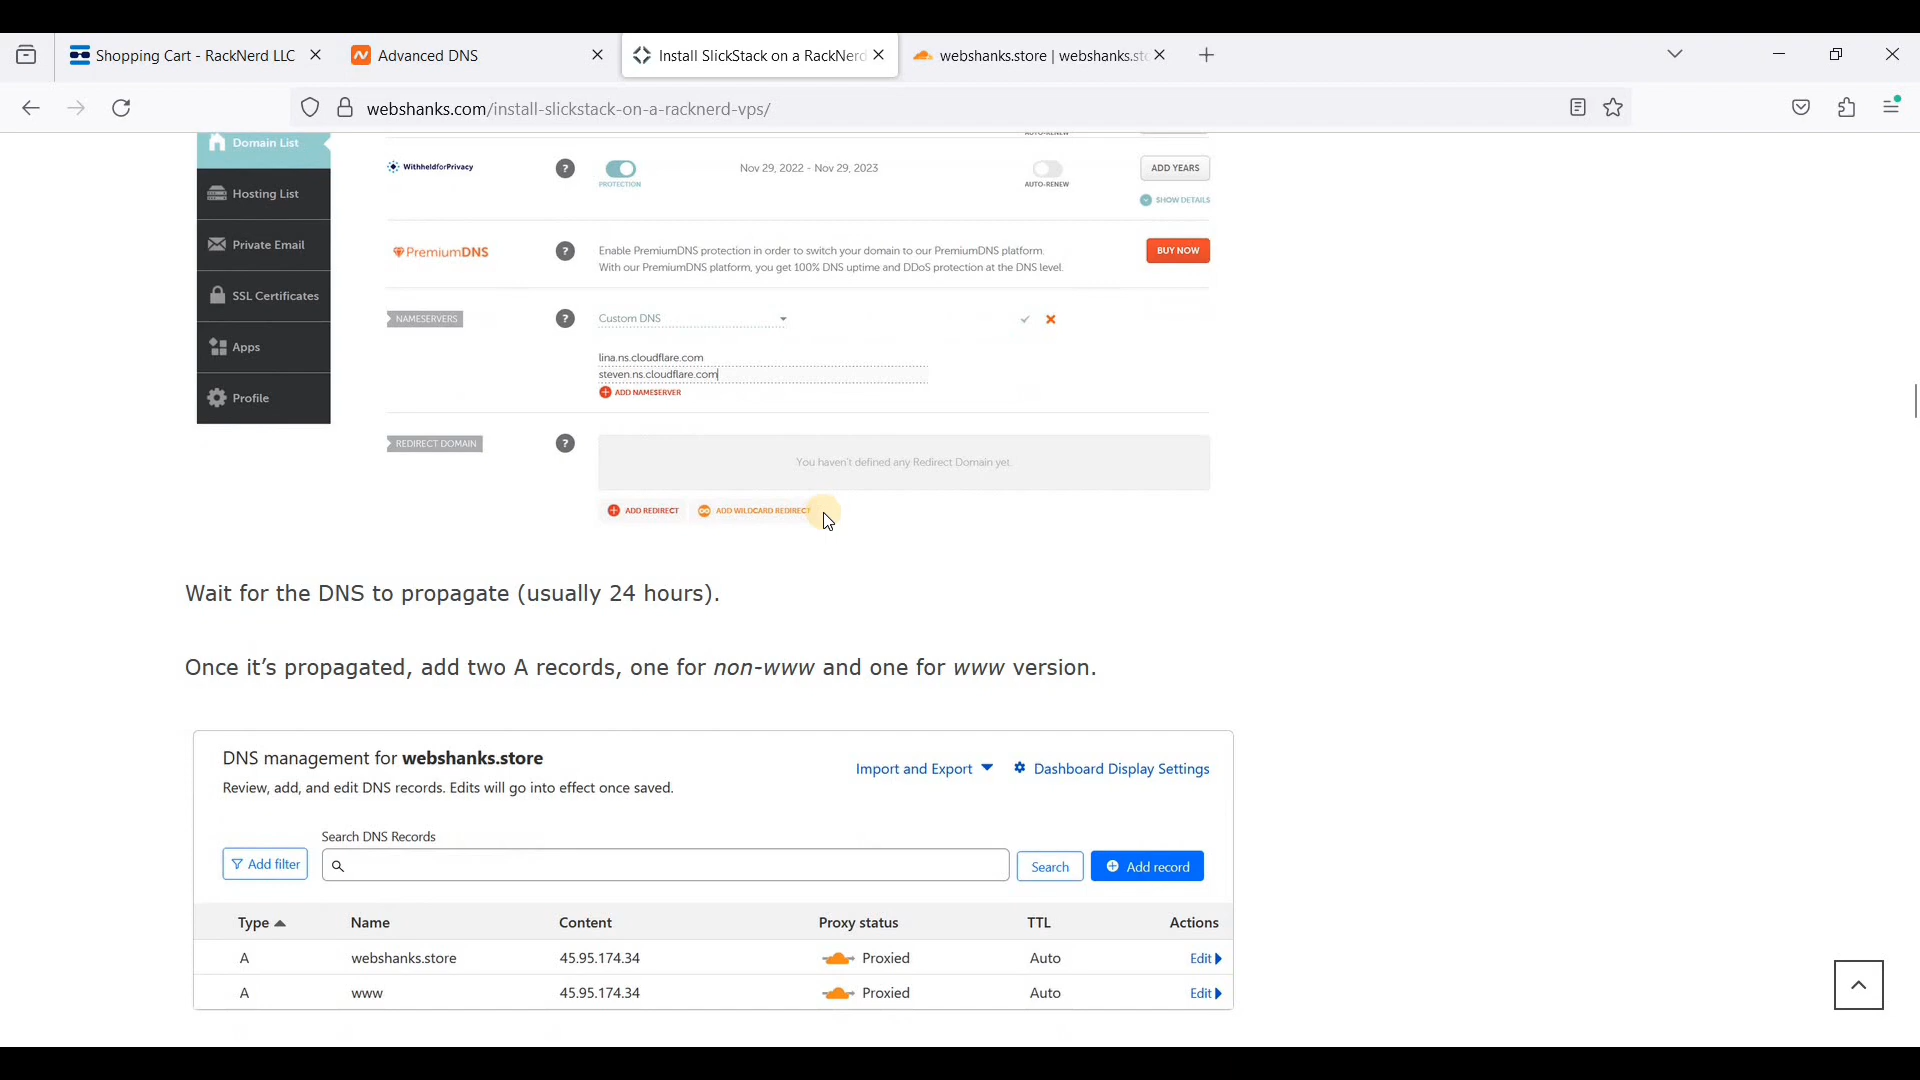 Shopping Cart - RackNerd LLC
Advanced DNS
Install SlickStack on a RackNerd
webshanks.store | webshanks.st
webshanks.com/install-slickstack-on-a-racknerd-vps/
AUTO-RENEW
Domain List
WithheldforPrivacy
?
PROTECTION
Nov 29, 2022 - Nov 29, 2023
AUTO-RENEW
ADD YEARS
SHOW DETAILS
Hosting List
Private Email
PremiumDNS
?
Enable PremiumDNS protection in order to switch your domain to our PremiumDNS platform.
With our PremiumDNS platform, you get 100% DNS uptime and DDoS protection at the DNS level.
BUY NOW
SSL Certificates
NAMESERVERS
?
Custom DNS
Apps
lina.ns.cloudflare.com
steven.ns.cloudflare.com
ADD NAMESERVER
Profile
REDIRECT DOMAIN
?
You haven't defined any Redirect Domain yet.
ADD REDIRECT
ADD WILDCARD REDIRECT
Wait for the DNS to propagate (usually 24 hours).
Once it’s propagated, add two A records, one for non-www and one for www version.
DNS management for webshanks.store
Review, add, and edit DNS records. Edits will go into effect once saved.
Import and Export
Dashboard Display Settings
Search DNS Records
Add filter
Search
Add record
Type Name Content Proxy status TTL Actions
A webshanks.store 45.95.174.34 Proxied Auto Edit
A www 45.95.174.34 Proxied Auto Edit